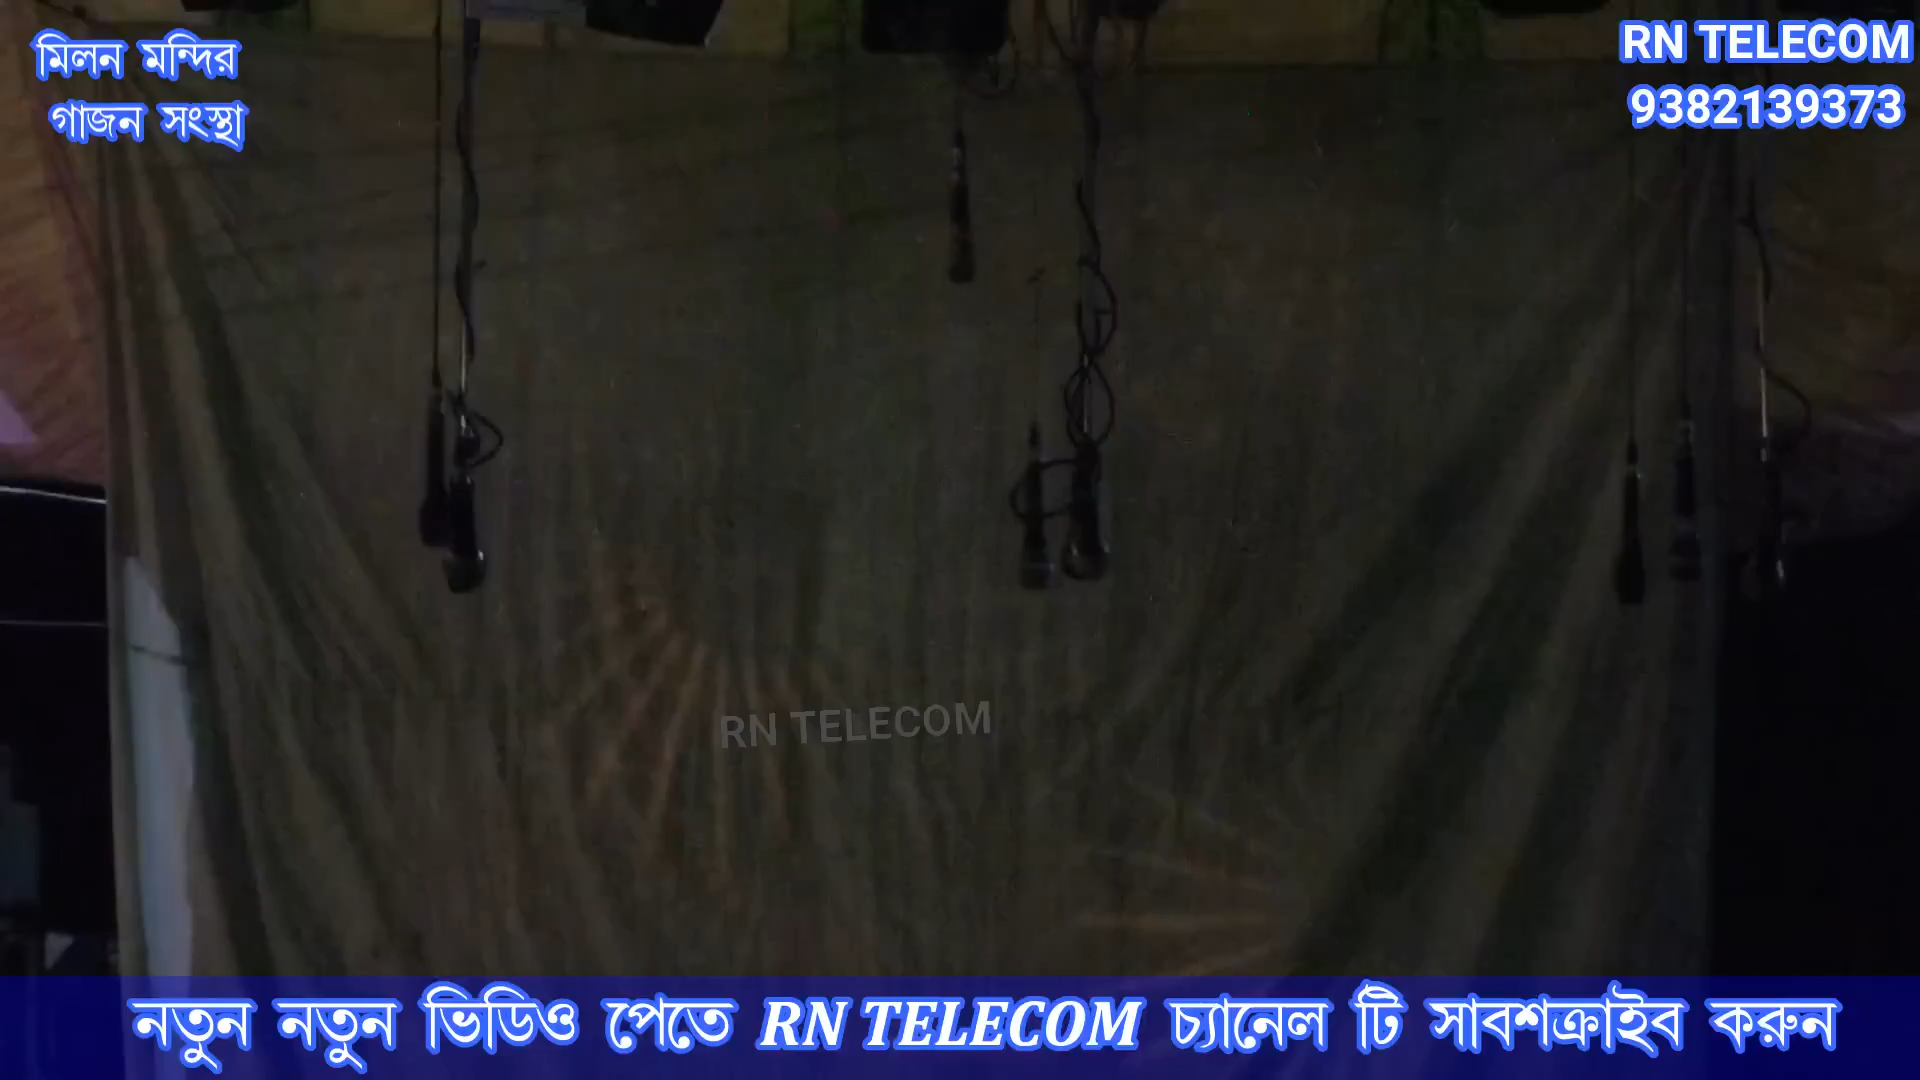 মিলন মন্দির
গাজন সংস্থা
RN TELECOM
9382139373
RN TELECOM
নতুন নতুন ভিডিও পেতে RN TELECOM চ্যানেল টি সাবশক্রাইব করুন